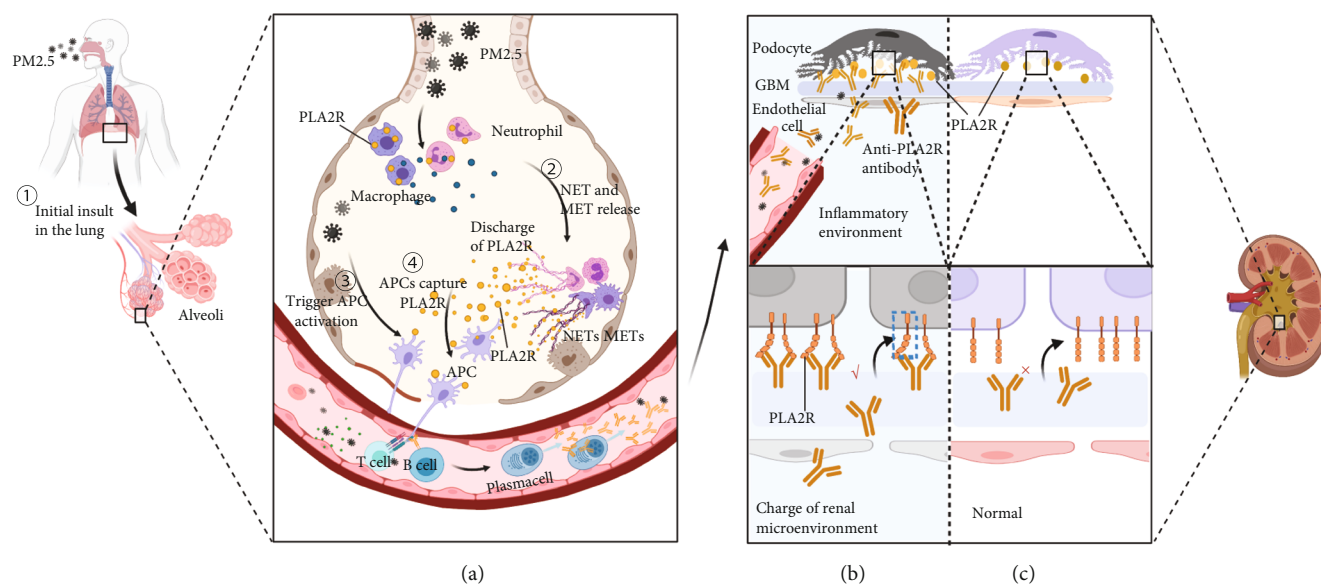 PM2.5
① Initial insult
in the lung
Alveoli
PM2.5
PLA2R
Neutrophil
Macrophage
②
NET and
MET release
Discharge
of PLA2R
③
Trigger APC
activation
④
APCs capture
PLA2R
PLA2R
NETs METs
APC
T cell
B cell
Plasmacell
(a)
Podocyte
GBM
Endothelial
cell
PLA2R
Anti-PLA2R
antibody
Inflammatory
environment
√
×
PLA2R
Charge of renal
microenvironment
Normal
(b)
(c)